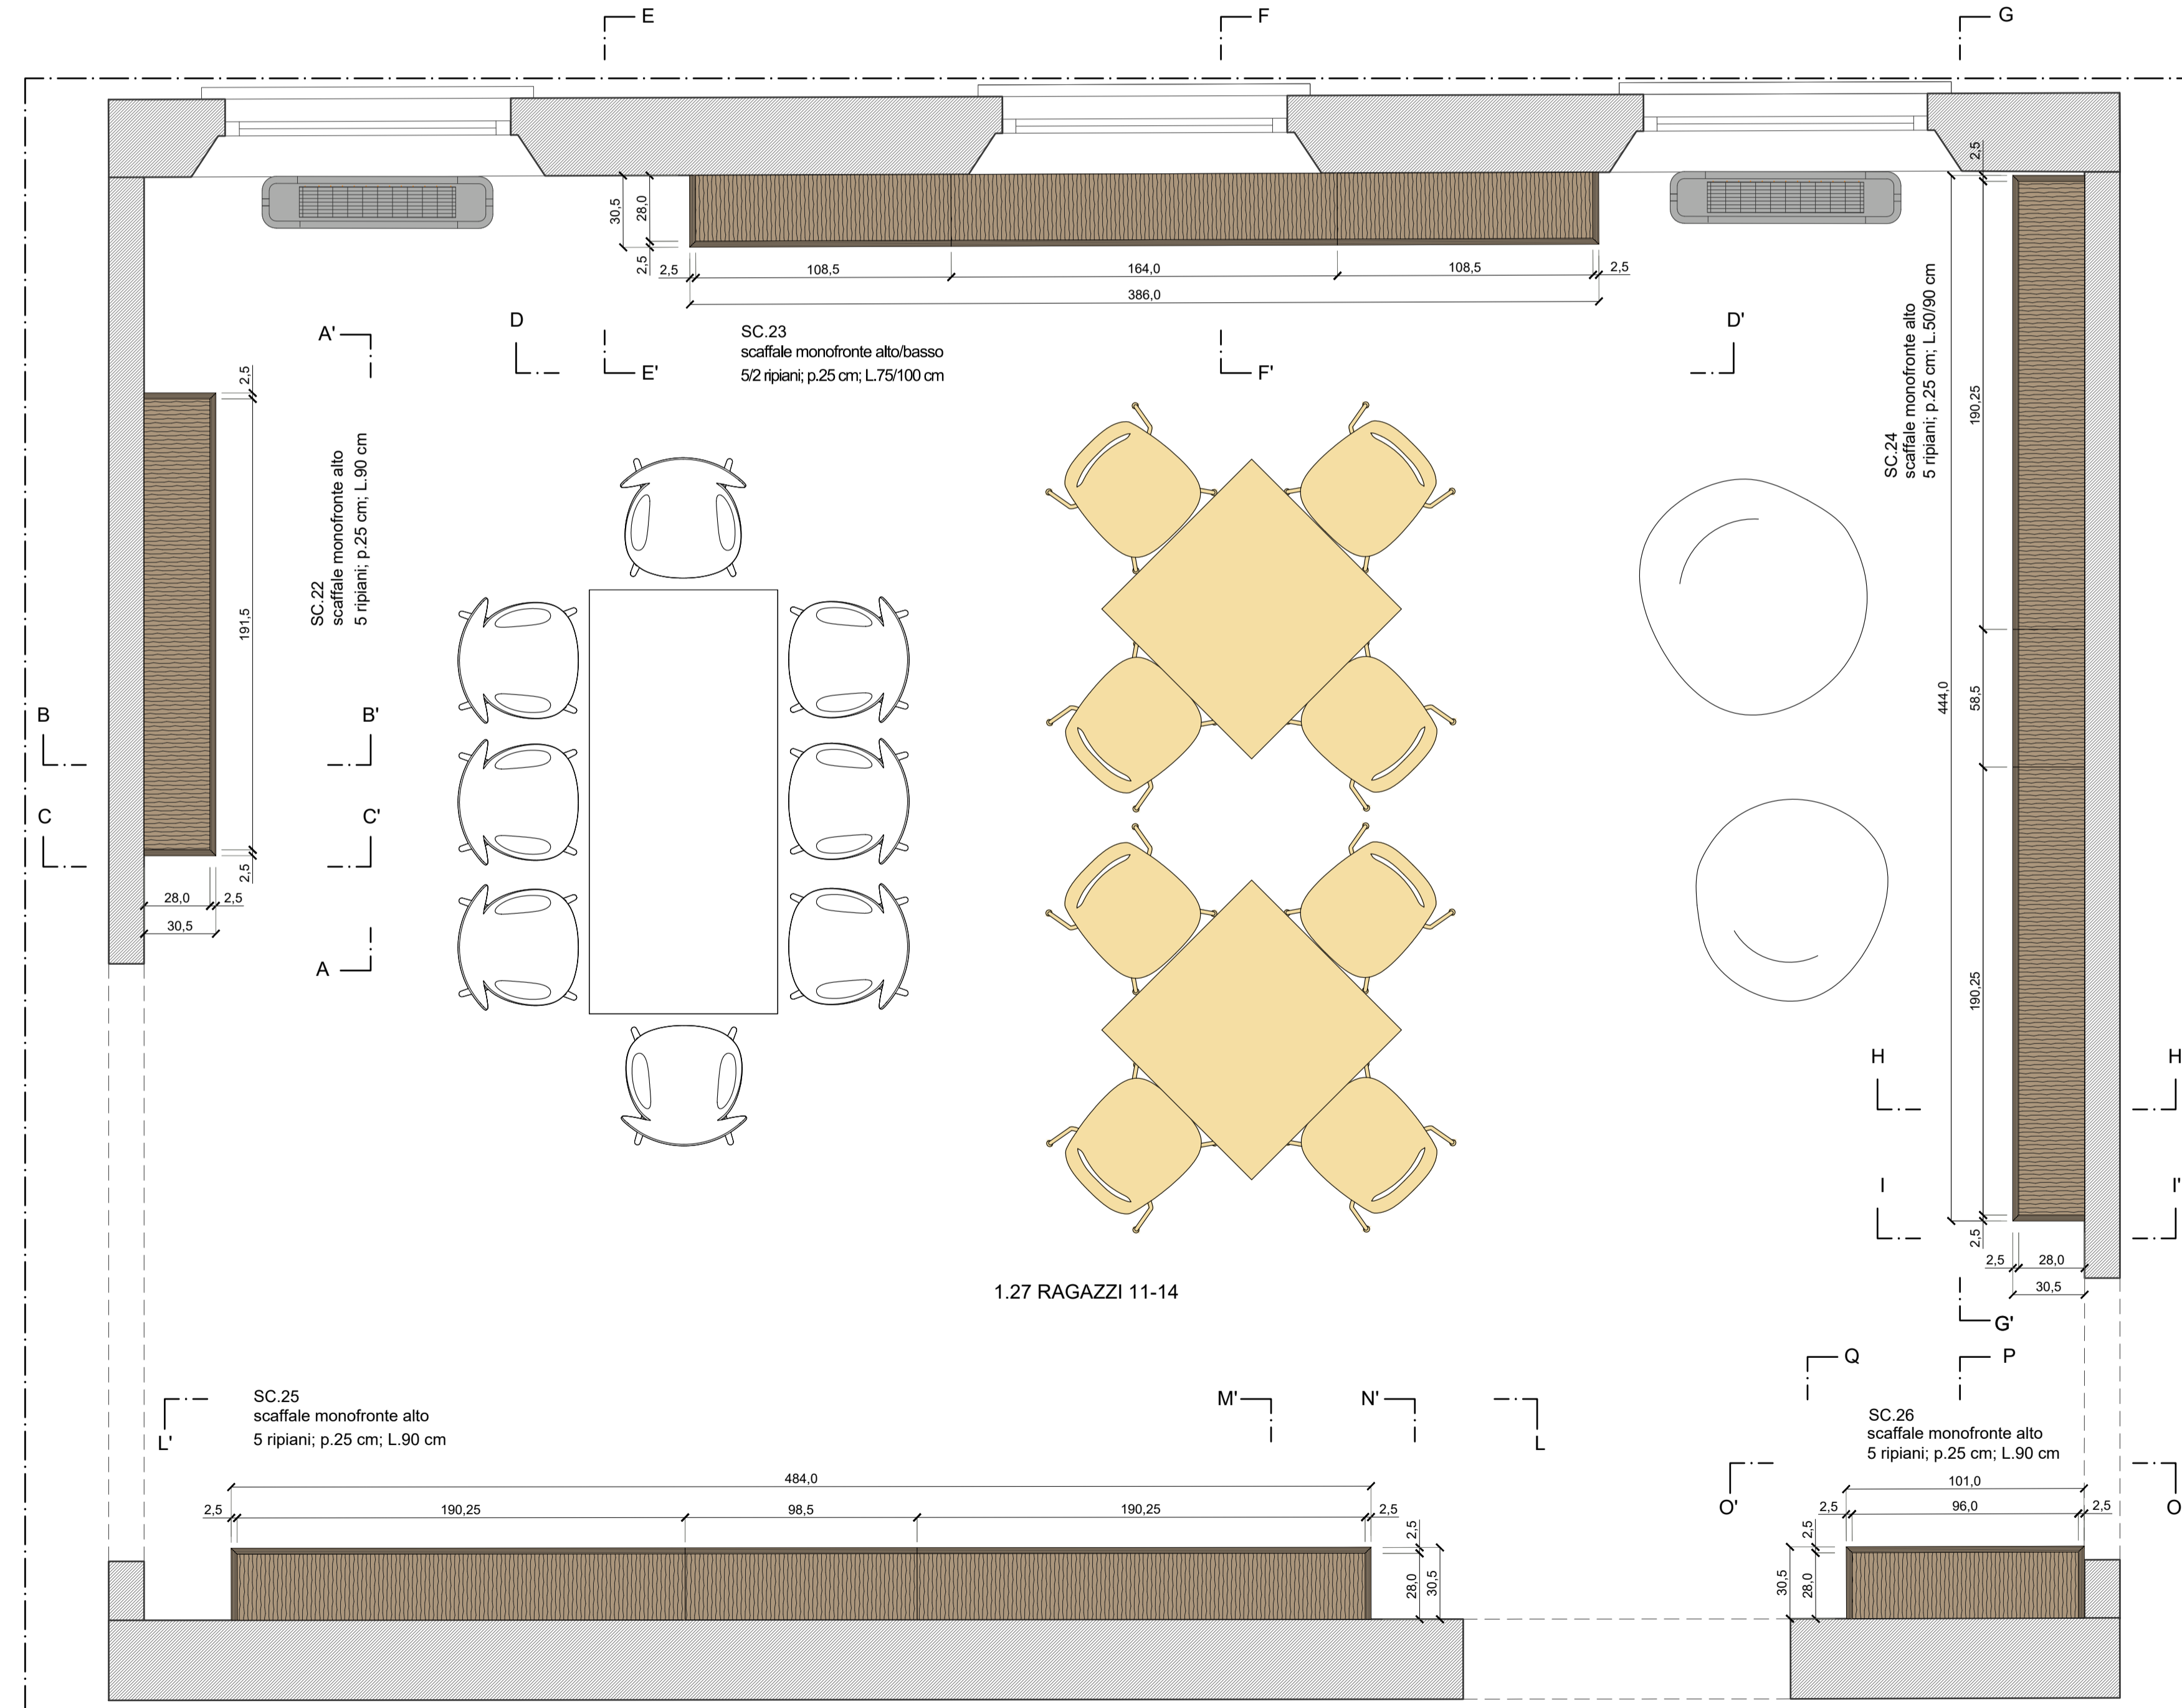 E
F
G
2,5
30,5
28,0
2,5
2,5
108,5
164,0
108,5
2,5
386,0
A'
D
E'
SC.23
scaffale monofronte alto/basso
5/2 ripiani; p.25 cm; L.75/100 cm
F'
D'
SC.24
scaffale monofronte alto
5 ripiani; p.25 cm; L.50/90 cm
190,25
58,5
190,25
444,0
2,5
2,5
191,5
2,5
SC.22
scaffale monofronte alto
5 ripiani; p.25 cm; L.90 cm
B
B'
C
C'
28,0
2,5
30,5
A
H
H
I
I'
2,5
28,0
30,5
G'
1.27 RAGAZZI 11-14
Q
P
L'
SC.25
scaffale monofronte alto
5 ripiani; p.25 cm; L.90 cm
M'
N'
L
SC.26
scaffale monofronte alto
5 ripiani; p.25 cm; L.90 cm
O'
O
484,0
2,5
190,25
98,5
190,25
2,5
2,5
28,0
30,5
101,0
2,5
96,0
2,5
2,5
30,5
28,0